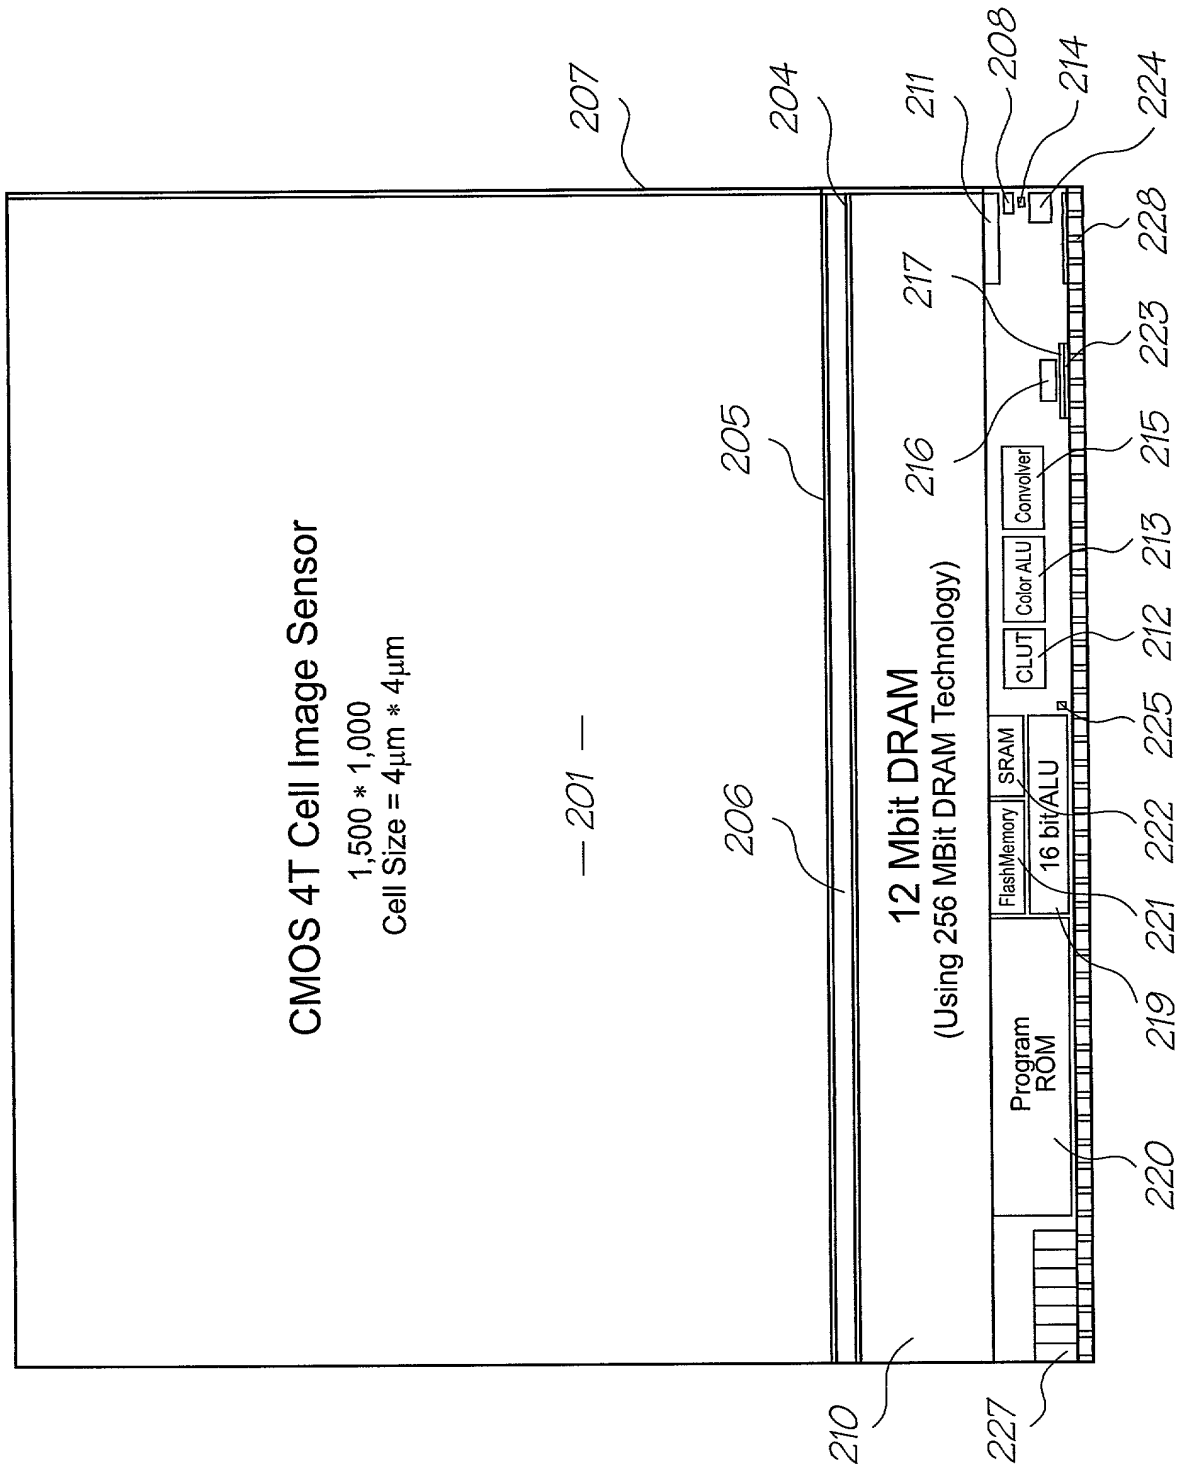 CMOS 4T Cell Image Sensor
1,500 * 1,000
Cell Size = 4µm * 4µm
— 201 —
207
205
206
204
12 Mbit DRAM
(Using 256 MBit DRAM Technology)
210
211
208
214
224
217
216
Program
ROM
FlashMemory
SRAM
16 bit ALU
CLUT
Color ALU
Convolver
227
220
219
221
222
225
212
213
215
223
228